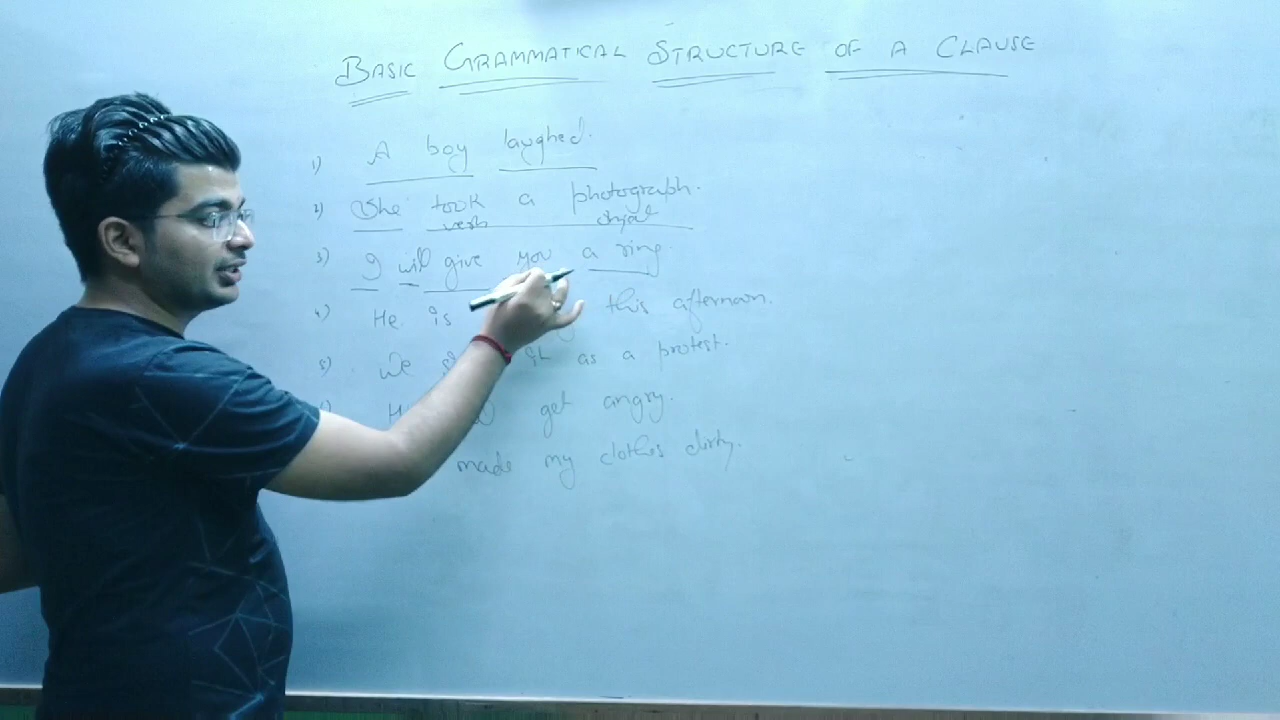 BASIC GRAMMATICAL STRUCTURE OF A CLAUSE
1) A boy laughed.
2) She took a photograph.
verb object
3) I will give you a ring
4) He is this afternoon.
5) We it as a protest.
get angry.
made my clothes dirty.